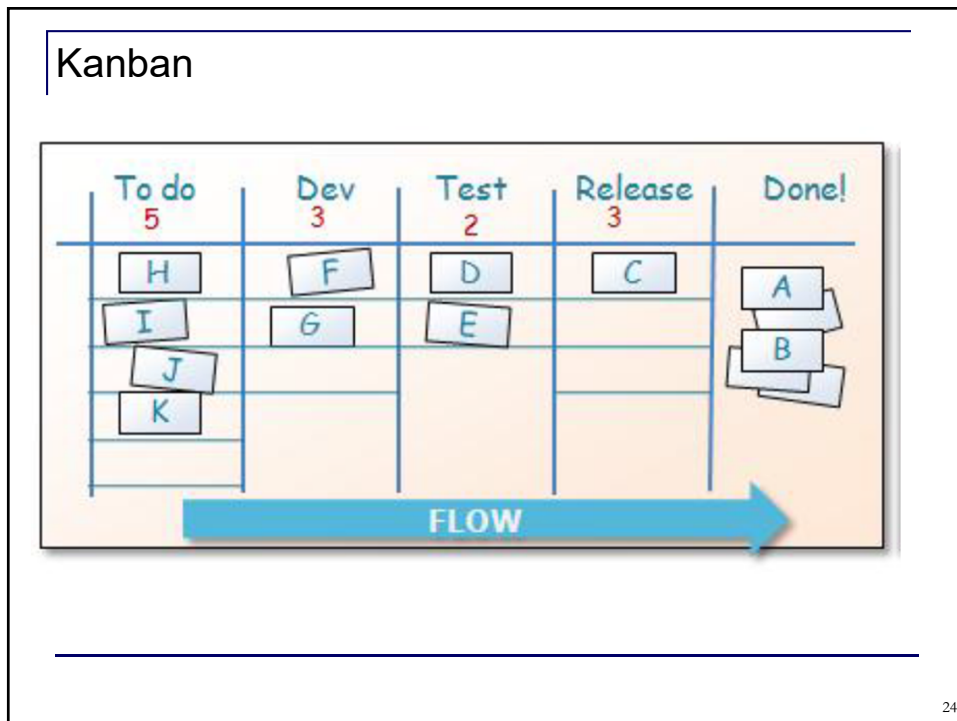 Kanban
To do Dev Test Release Done!
5 3 2 3
H F D C A
I G E
J B
K
FLOW
24